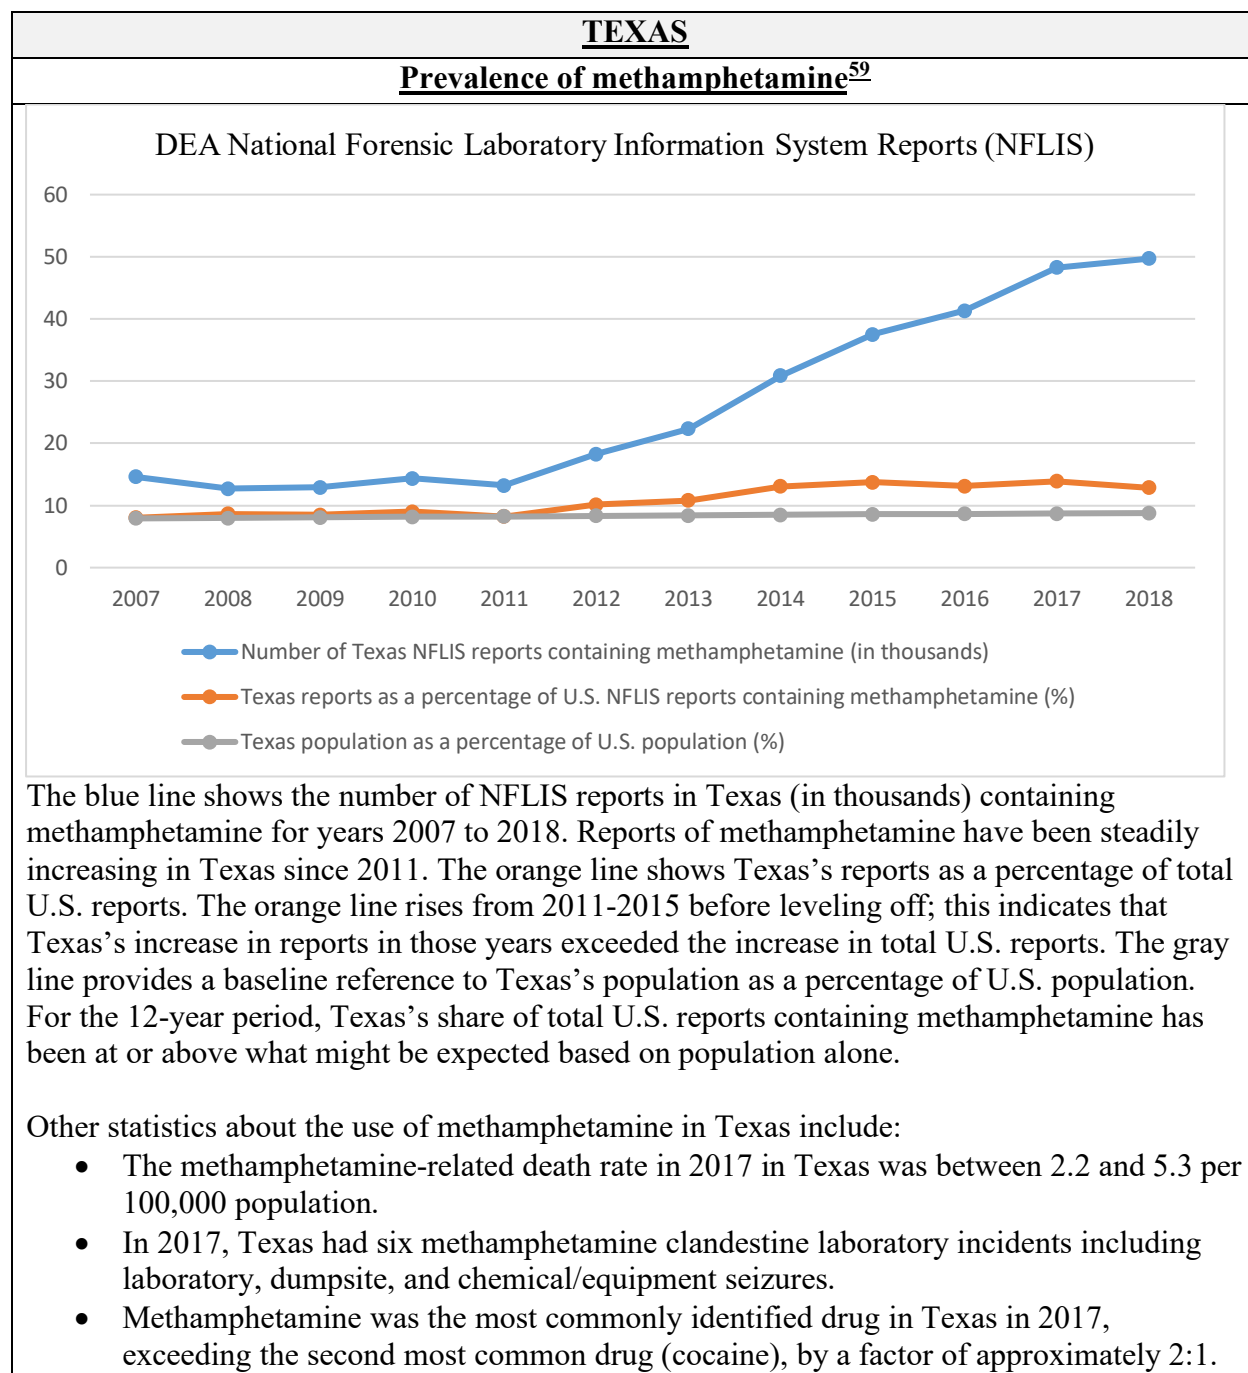 TEXAS
Prevalence of methamphetamine59
DEA National Forensic Laboratory Information System Reports (NFLIS)
60
50
40
30
20
10
0
2007 2008 2009 2010 2011 2012 2013 2014 2015 2016 2017 2018
Number of Texas NFLIS reports containing methamphetamine (in thousands)
Texas reports as a percentage of U.S. NFLIS reports containing methamphetamine (%)
Texas population as a percentage of U.S. population (%)
The blue line shows the number of NFLIS reports in Texas (in thousands) containing
methamphetamine for years 2007 to 2018. Reports of methamphetamine have been steadily
increasing in Texas since 2011. The orange line shows Texas’s reports as a percentage of total
U.S. reports. The orange line rises from 2011-2015 before leveling off; this indicates that
Texas’s increase in reports in those years exceeded the increase in total U.S. reports. The gray
line provides a baseline reference to Texas’s population as a percentage of U.S. population.
For the 12-year period, Texas’s share of total U.S. reports containing methamphetamine has
been at or above what might be expected based on population alone.
Other statistics about the use of methamphetamine in Texas include:
• The methamphetamine-related death rate in 2017 in Texas was between 2.2 and 5.3 per
100,000 population.
• In 2017, Texas had six methamphetamine clandestine laboratory incidents including
laboratory, dumpsite, and chemical/equipment seizures.
• Methamphetamine was the most commonly identified drug in Texas in 2017,
exceeding the second most common drug (cocaine), by a factor of approximately 2:1.